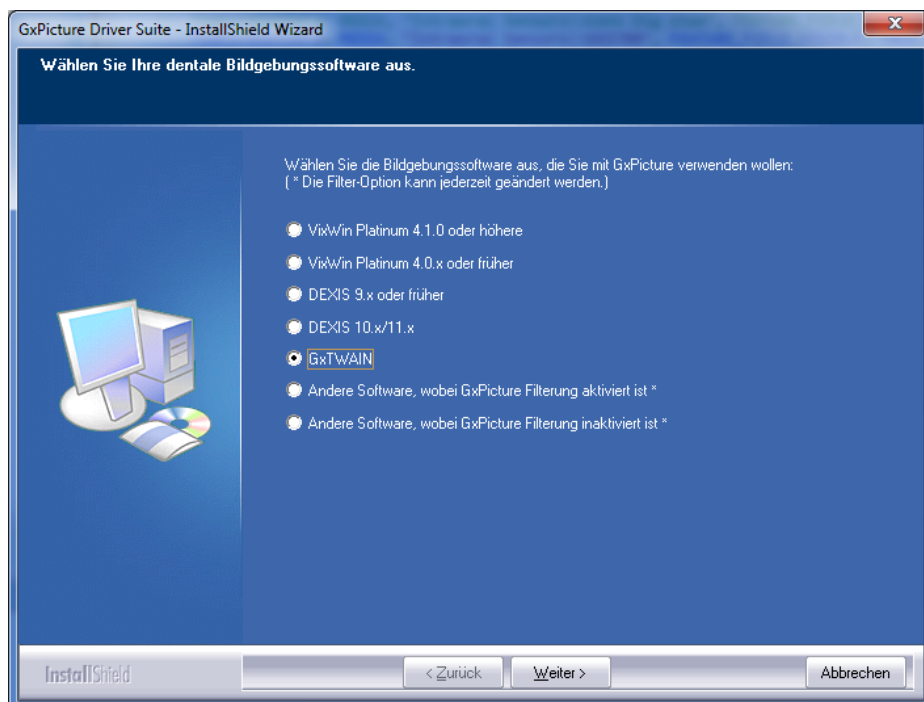 GxPicture Driver Suite - InstallShield Wizard
Wählen Sie Ihre dentale Bildgebungssoftware aus.
Wählen Sie die Bildgebungssoftware aus, die Sie mit GxPicture verwenden wollen:
( * Die Filter-Option kann jederzeit geändert werden.)
VixWin Platinum 4.1.0 oder höhere
VixWin Platinum 4.0.x oder früher
DEXIS 9.x oder früher
DEXIS 10.x/11.x
GxTWAIN
Andere Software, wobei GxPicture Filterung aktiviert ist *
Andere Software, wobei GxPicture Filterung inaktiviert ist *
InstallShield
< Zurück
Weiter >
Abbrechen